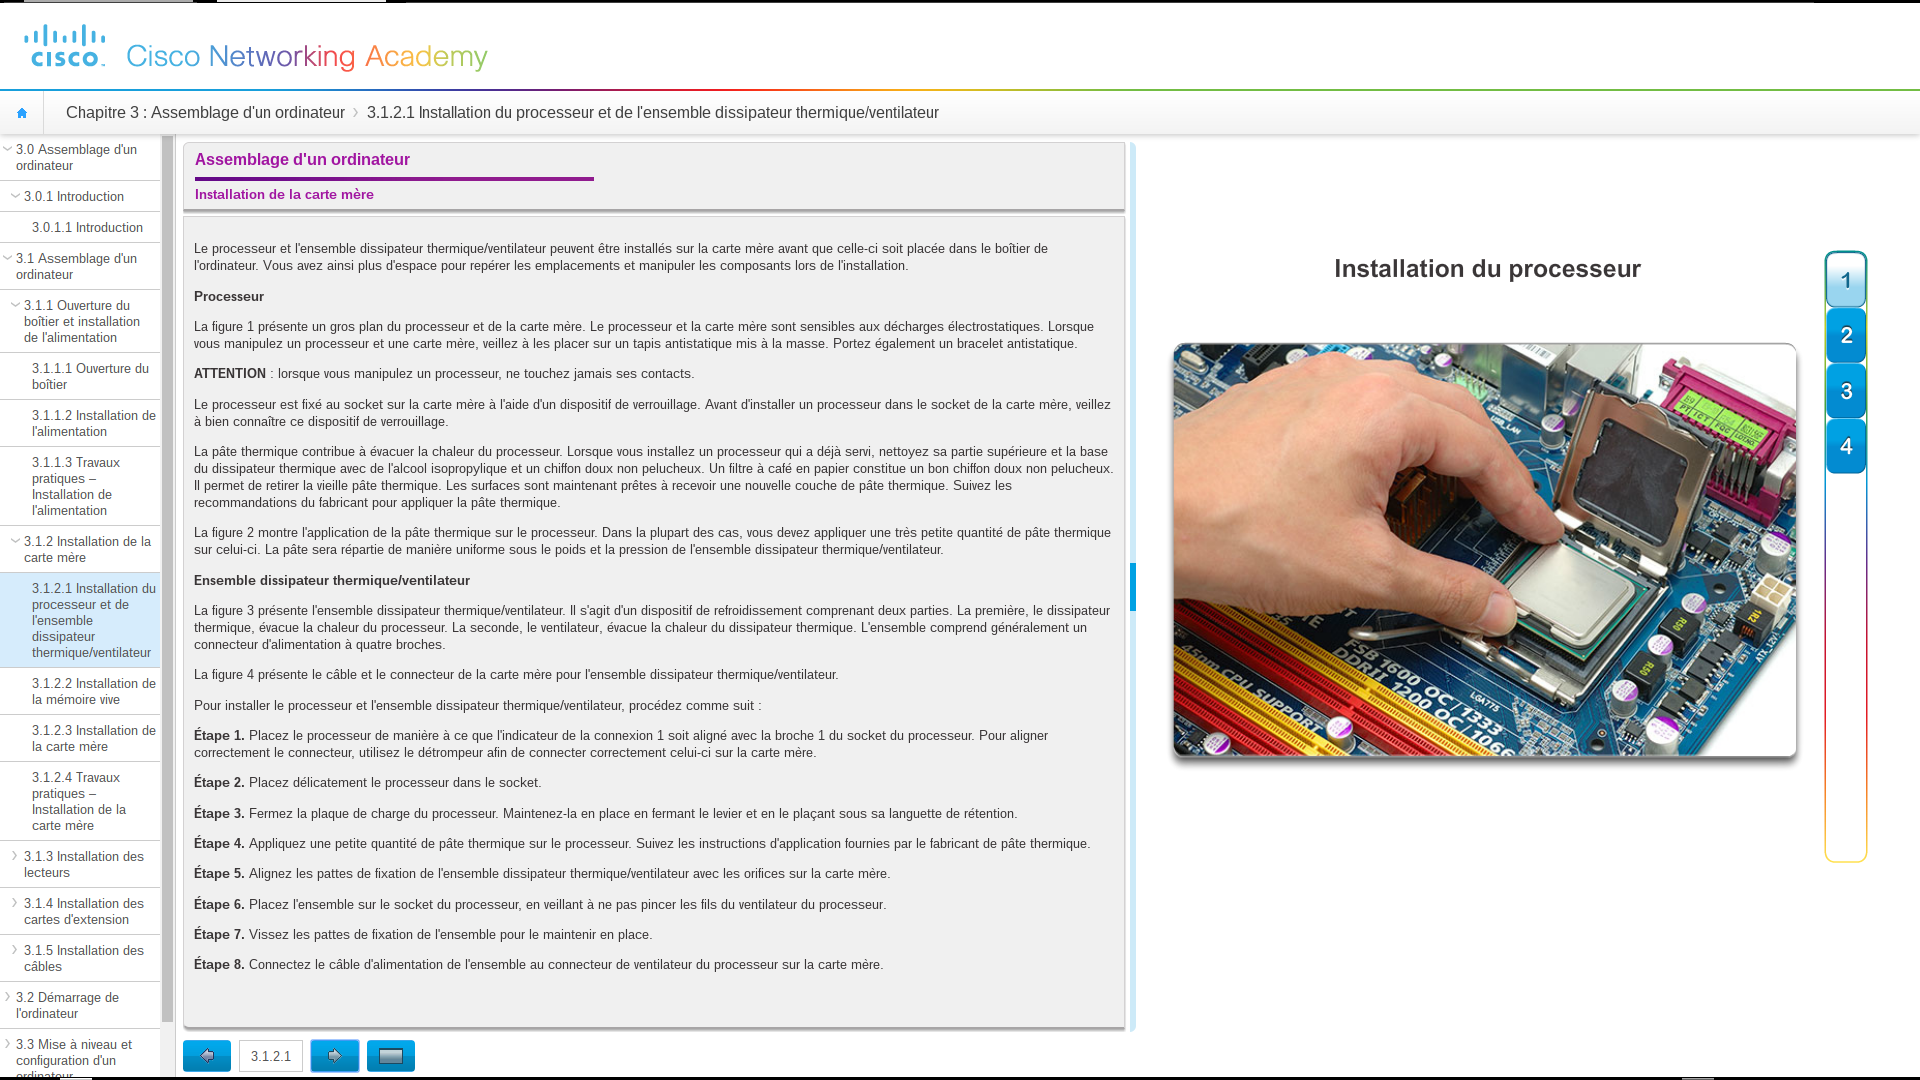 cisco
Cisco Networking Academy
Chapitre 3 : Assemblage d'un ordinateur
3.1.2.1 Installation du processeur et de l'ensemble dissipateur thermique/ventilateur
3.0 Assemblage d'un
ordinateur
3.0.1 Introduction
3.0.1.1 Introduction
3.1 Assemblage d'un
ordinateur
3.1.1 Ouverture du
boîtier et installation
de l'alimentation
3.1.1.1 Ouverture du
boîtier
3.1.1.2 Installation de
l'alimentation
3.1.1.3 Travaux
pratiques –
Installation de
l'alimentation
3.1.2 Installation de la
carte mère
3.1.2.1 Installation du
processeur et de
l'ensemble
dissipateur
thermique/ventilateur
3.1.2.2 Installation de
la mémoire vive
3.1.2.3 Installation de
la carte mère
3.1.2.4 Travaux
pratiques –
Installation de la
carte mère
3.1.3 Installation des
lecteurs
3.1.4 Installation des
cartes d'extension
3.1.5 Installation des
câbles
3.2 Démarrage de
l'ordinateur
3.3 Mise à niveau et
configuration d'un
ordinateur
Assemblage d'un ordinateur
Installation de la carte mère
Le processeur et l'ensemble dissipateur thermique/ventilateur peuvent être installés sur la carte mère avant que celle-ci soit placée dans le boîtier de
l'ordinateur. Vous avez ainsi plus d'espace pour repérer les emplacements et manipuler les composants lors de l'installation.
Processeur
La figure 1 présente un gros plan du processeur et de la carte mère. Le processeur et la carte mère sont sensibles aux décharges électrostatiques. Lorsque
vous manipulez un processeur et une carte mère, veillez à les placer sur un tapis antistatique mis à la masse. Portez également un bracelet antistatique.
ATTENTION : lorsque vous manipulez un processeur, ne touchez jamais ses contacts.
Le processeur est fixé au socket sur la carte mère à l'aide d'un dispositif de verrouillage. Avant d'installer un processeur dans le socket de la carte mère, veillez
à bien connaître ce dispositif de verrouillage.
La pâte thermique contribue à évacuer la chaleur du processeur. Lorsque vous installez un processeur qui a déjà servi, nettoyez sa partie supérieure et la base
du dissipateur thermique avec de l'alcool isopropylique et un chiffon doux non pelucheux. Un filtre à café en papier constitue un bon chiffon doux non pelucheux.
Il permet de retirer la vieille pâte thermique. Les surfaces sont maintenant prêtes à recevoir une nouvelle couche de pâte thermique. Suivez les
recommandations du fabricant pour appliquer la pâte thermique.
La figure 2 montre l'application de la pâte thermique sur le processeur. Dans la plupart des cas, vous devez appliquer une très petite quantité de pâte thermique
sur celui-ci. La pâte sera répartie de manière uniforme sous le poids et la pression de l'ensemble dissipateur thermique/ventilateur.
Ensemble dissipateur thermique/ventilateur
La figure 3 présente l'ensemble dissipateur thermique/ventilateur. Il s'agit d'un dispositif de refroidissement comprenant deux parties. La première, le dissipateur
thermique, évacue la chaleur du processeur. La seconde, le ventilateur, évacue la chaleur du dissipateur thermique. L'ensemble comprend généralement un
connecteur d'alimentation à quatre broches.
La figure 4 présente le câble et le connecteur de la carte mère pour l'ensemble dissipateur thermique/ventilateur.
Pour installer le processeur et l'ensemble dissipateur thermique/ventilateur, procédez comme suit :
Étape 1. Placez le processeur de manière à ce que l'indicateur de la connexion 1 soit aligné avec la broche 1 du socket du processeur. Pour aligner
correctement le connecteur, utilisez le détrompeur afin de connecter correctement celui-ci sur la carte mère.
Étape 2. Placez délicatement le processeur dans le socket.
Étape 3. Fermez la plaque de charge du processeur. Maintenez-la en place en fermant le levier et en le plaçant sous sa languette de rétention.
Étape 4. Appliquez une petite quantité de pâte thermique sur le processeur. Suivez les instructions d'application fournies par le fabricant de pâte thermique.
Étape 5. Alignez les pattes de fixation de l'ensemble dissipateur thermique/ventilateur avec les orifices sur la carte mère.
Étape 6. Placez l'ensemble sur le socket du processeur, en veillant à ne pas pincer les fils du ventilateur du processeur.
Étape 7. Vissez les pattes de fixation de l'ensemble pour le maintenir en place.
Étape 8. Connectez le câble d'alimentation de l'ensemble au connecteur de ventilateur du processeur sur la carte mère.
3.1.2.1
Installation du processeur
USB_LAN
R50
R50
1R2
ATX_12V
LGA775
FSB 1600 OC / 1333
DDRII 1200 OC / 1066
45nm CPU SUPPORT
1
2
3
4